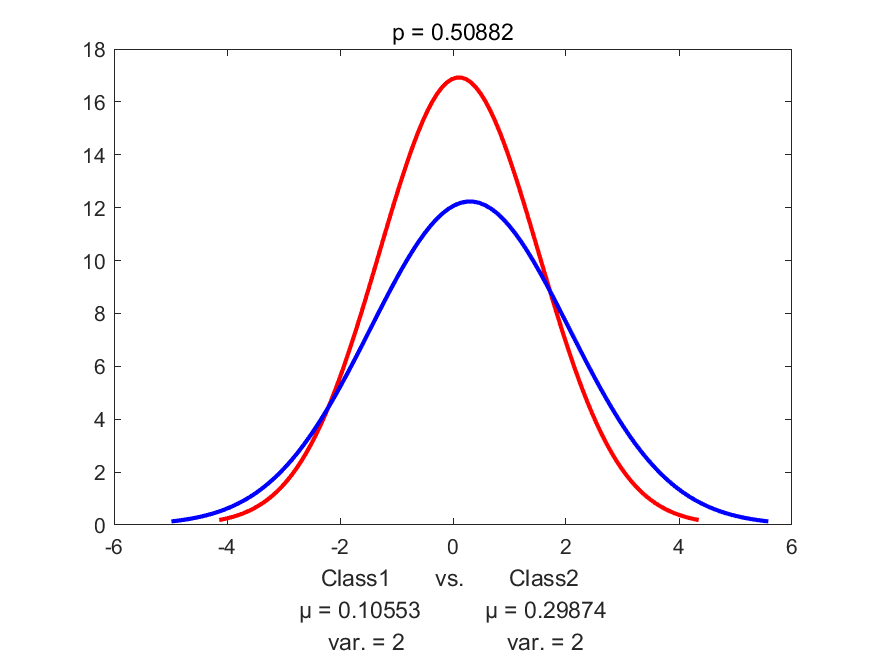 p = 0.50882
18
16
14
12
10
8
6
4
2
0
-6 -4 -2 0 2 4 6
Class1 vs. Class2
μ = 0.10553 μ = 0.29874
var. = 2 var. = 2